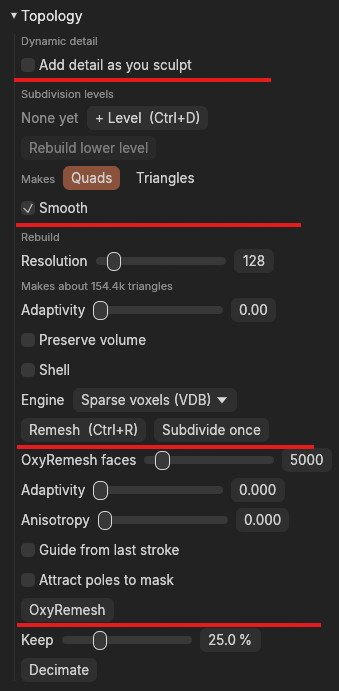 Topology
Dynamic detail
Add detail as you sculpt
Subdivision levels
None yet + Level (Ctrl+D)
Rebuild lower level
Makes Quads Triangles
Smooth
Rebuild
Resolution 128
Makes about 154.4k triangles
Adaptivity 0.00
Preserve volume
Shell
Engine Sparse voxels (VDB)
Remesh (Ctrl+R) Subdivide once
OxyRemesh faces 5000
Adaptivity 0.000
Anisotropy 0.000
Guide from last stroke
Attract poles to mask
OxyRemesh
Keep 25.0 %
Decimate